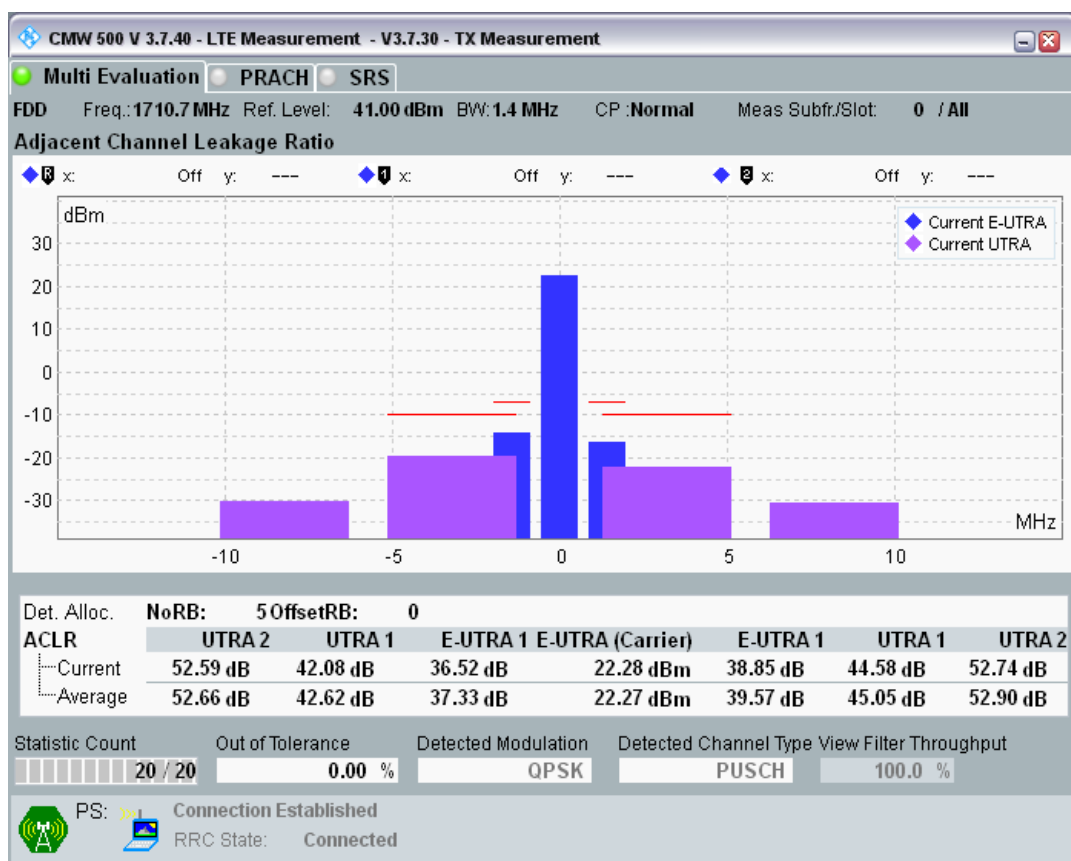 CMW 500 V 3.7.40 - LTE Measurement - V3.7.30 - TX Measurement
Multi Evaluation PRACH SRS
FDD Freq.: 1710.7 MHz Ref. Level: 41.00 dBm BW: 1.4 MHz CP :Normal Meas Subfr./Slot: 0 / All
Adjacent Channel Leakage Ratio
R x: Off y: --- 1 x: Off y: --- 2 x: Off y: ---
dBm
Current E-UTRA
Current UTRA
30
20
10
0
-10
-20
-30
MHz
-10 -5 0 5 10
Det. Alloc. NoRB: 5 OffsetRB: 0
ACLR UTRA 2 UTRA 1 E-UTRA 1 E-UTRA (Carrier) E-UTRA 1 UTRA 1 UTRA 2
Current 52.59 dB 42.08 dB 36.52 dB 22.28 dBm 38.85 dB 44.58 dB 52.74 dB
Average 52.66 dB 42.62 dB 37.33 dB 22.27 dBm 39.57 dB 45.05 dB 52.90 dB
Statistic Count Out of Tolerance Detected Modulation Detected Channel Type View Filter Throughput
20 / 20 0.00 % QPSK PUSCH 100.0 %
PS: Connection Established
RRC State: Connected